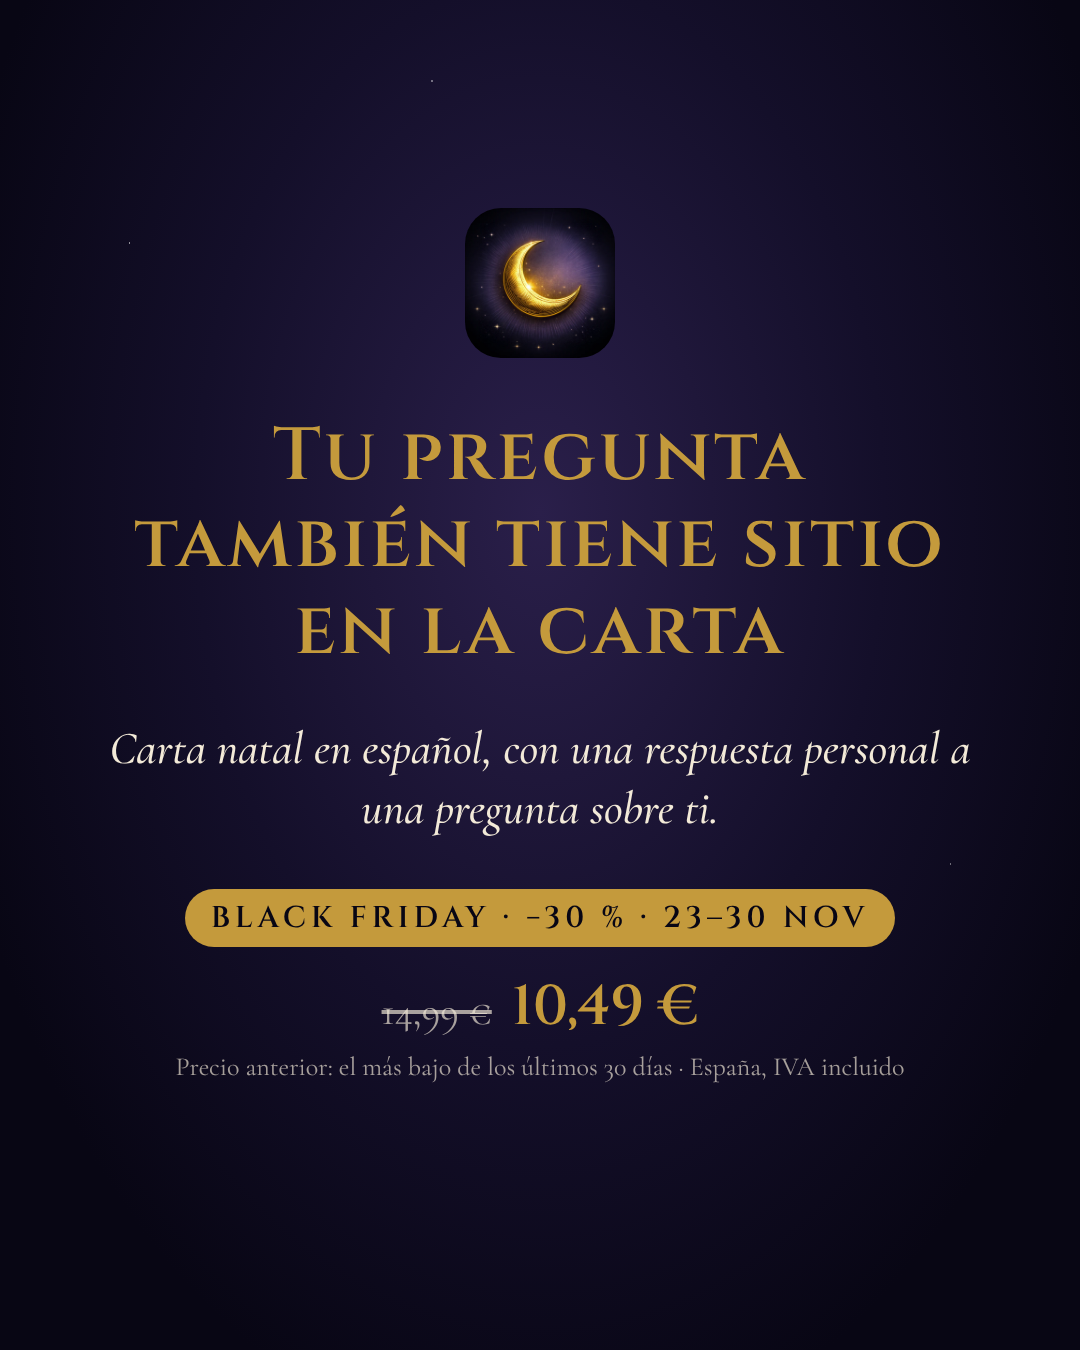 Tu pregunta
también tiene sitio
en la carta
Carta natal en español, con una respuesta personal a
una pregunta sobre ti.
BLACK FRIDAY · −30 % · 23–30 NOV
14,99 € 10,49 €
Precio anterior: el más bajo de los últimos 30 días · España, IVA incluido